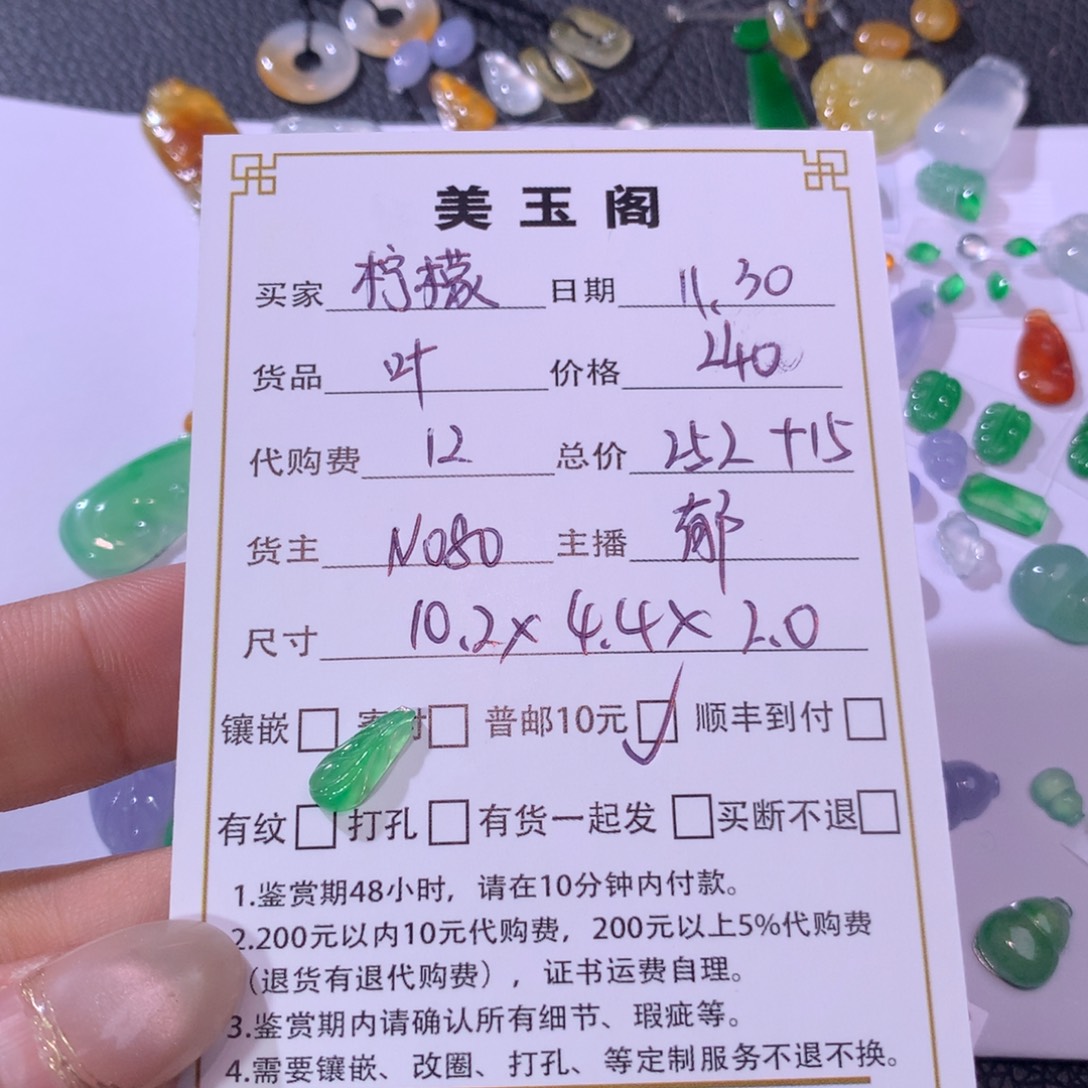 美玉阁
买家 柠檬 日期 11.30
货品 叶 价格 240
代购费 12 总价 252+15
货主 N080 主播 郁
尺寸 10.2×4.4×2.0
镶嵌□ 寄付□ 普邮10元☑ 顺丰到付□
有纹□ 打孔□ 有货一起发□ 买断不退□
1.鉴赏期48小时，请在10分钟内付款。
2.200元以内10元代购费，200元以上5%代购费
（退货有退代购费），证书运费自理。
3.鉴赏期内请确认所有细节、瑕疵等。
4.需要镶嵌、改圈、打孔、等定制服务不退不换。